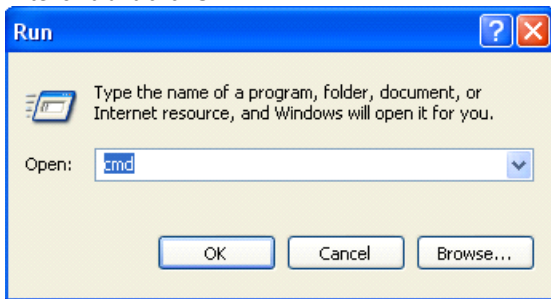 Run
Type the name of a program, folder, document, or
Internet resource, and Windows will open it for you.
Open: cmd
OK Cancel Browse...